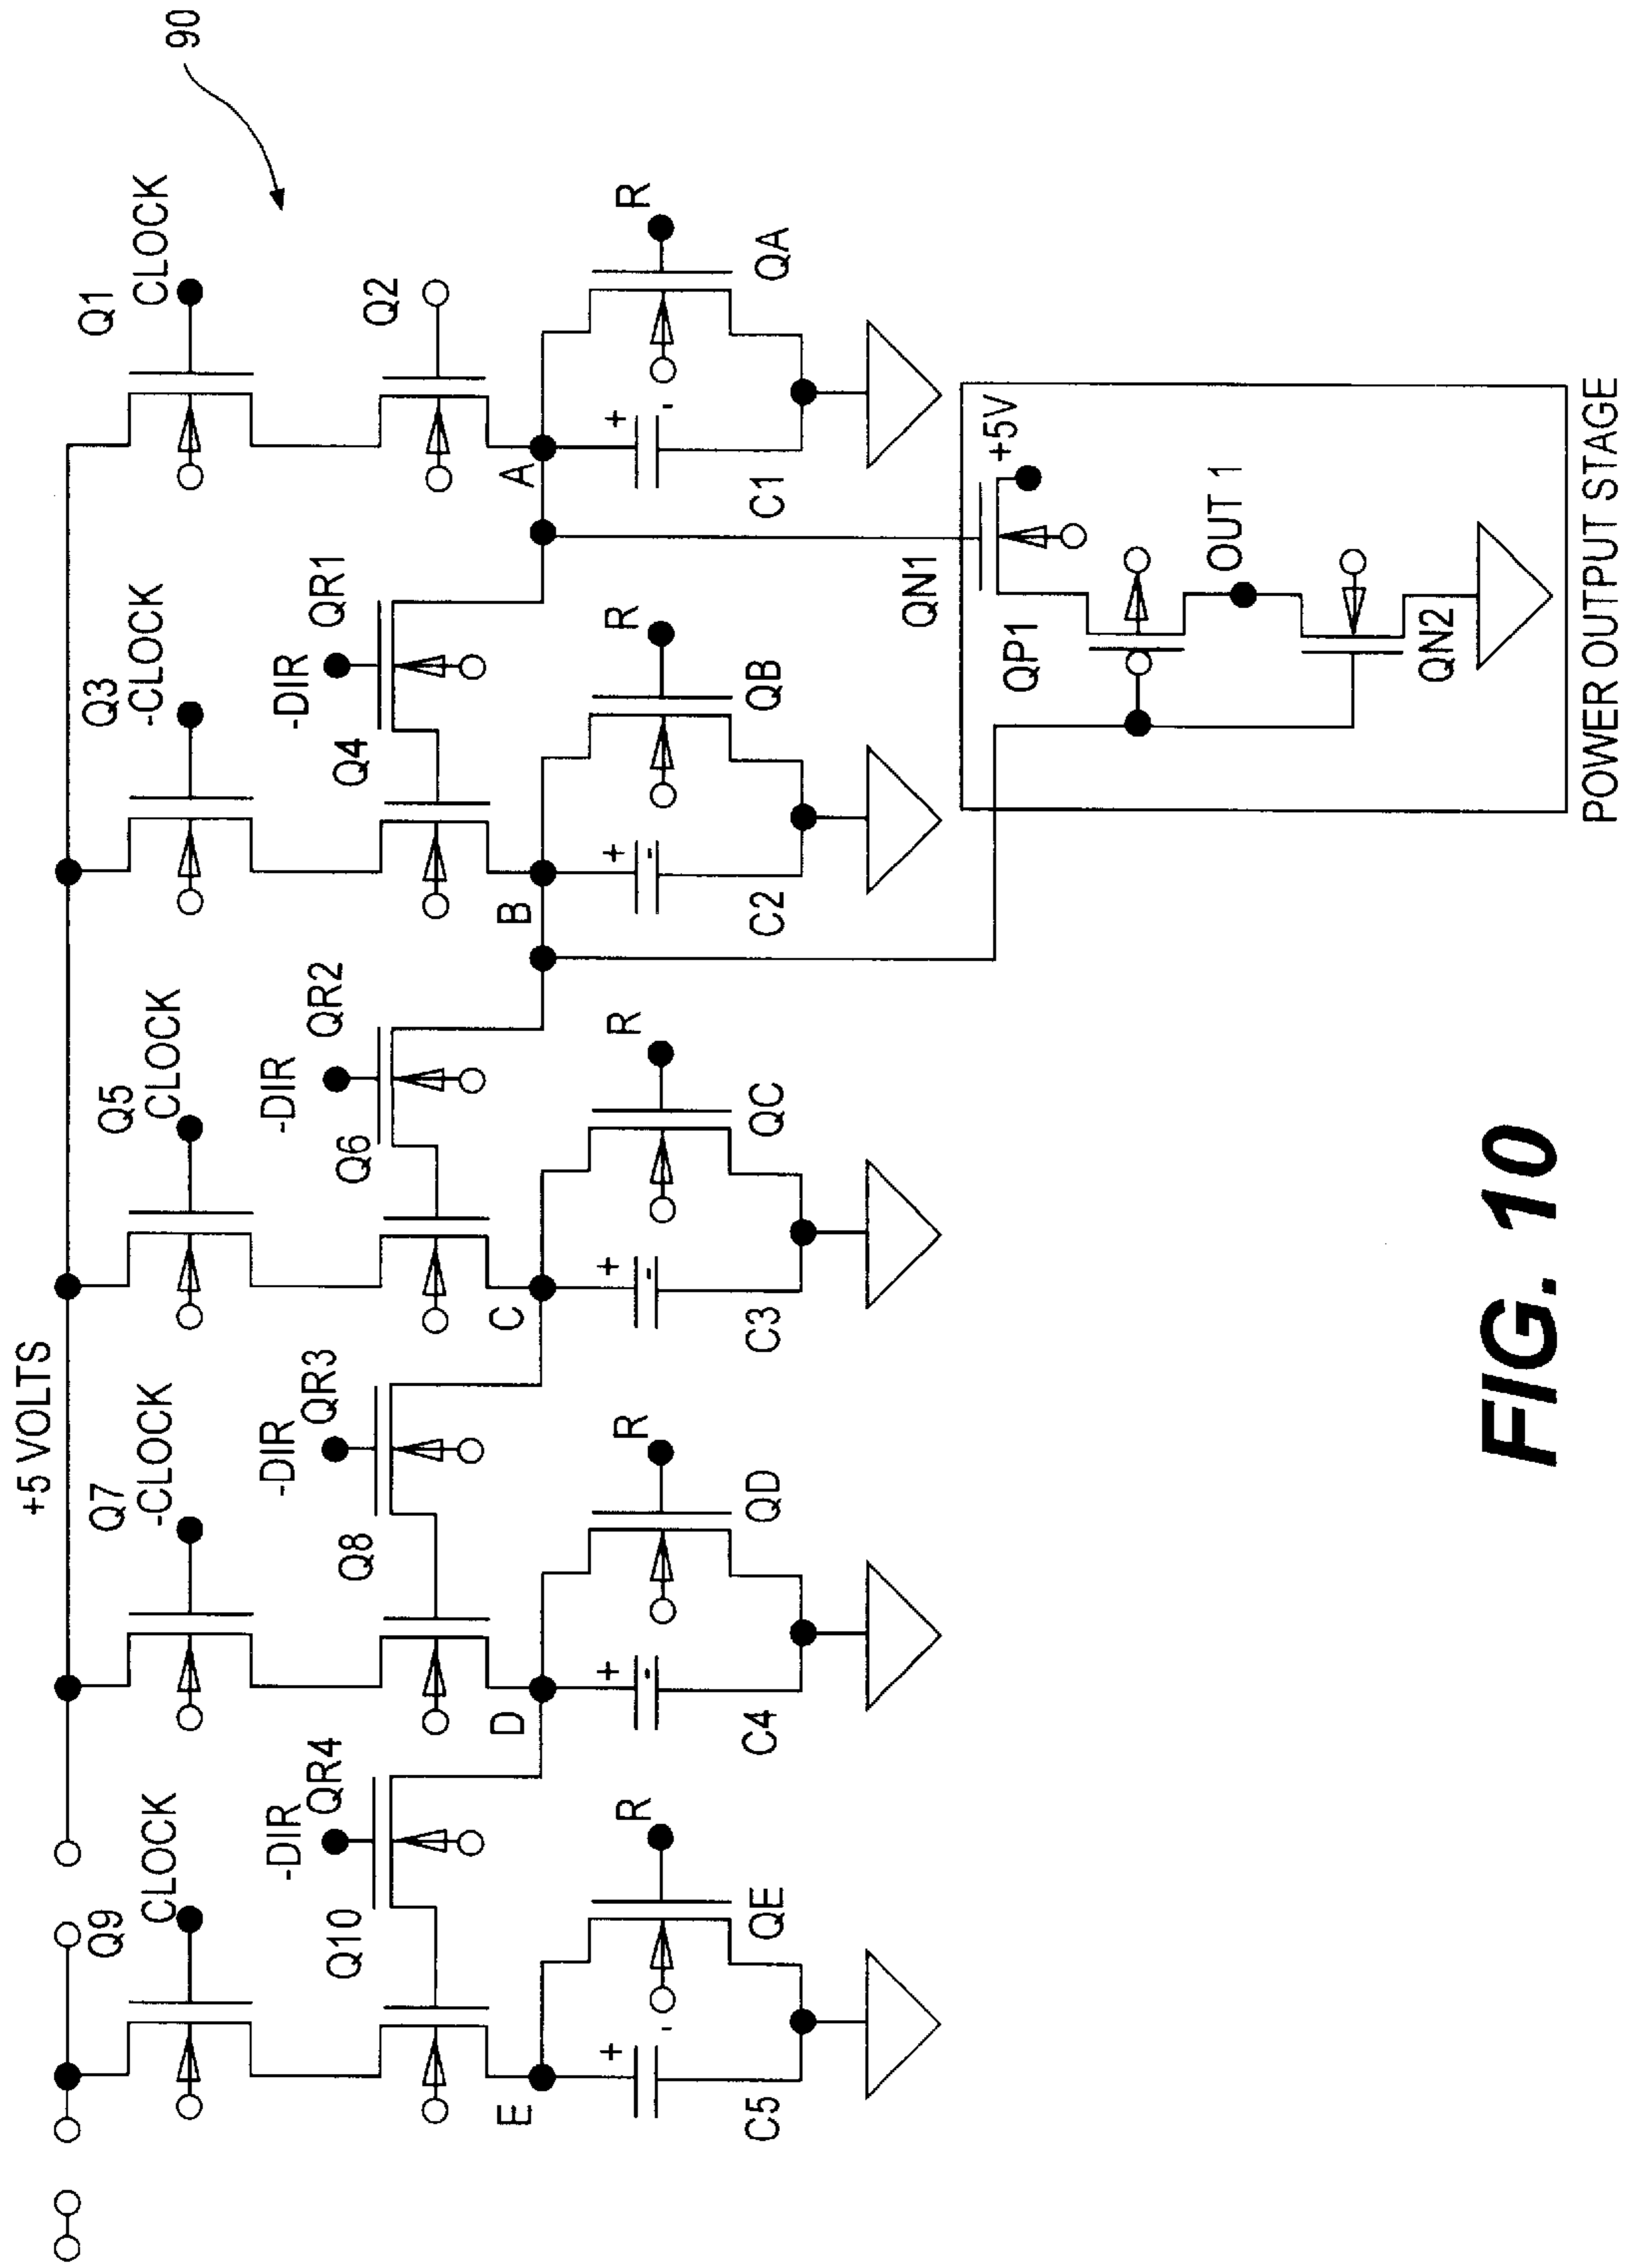 90
+5 VOLTS
Q9
CLOCK
Q7
-CLOCK
Q5
CLOCK
Q3
-CLOCK
Q1
CLOCK
-DIR
QR4
Q10
-DIR
QR3
Q8
-DIR
QR2
Q6
-DIR
QR1
Q4
Q2
E
D
C
B
A
+
-
R
+
-
R
+
-
R
+
-
R
+
-
R
C5
QE
C4
QD
C3
QC
C2
QB
C1
QA
QN1
+5V
QP1
OUT 1
QN2
POWER OUTPUT STAGE
FIG. 10